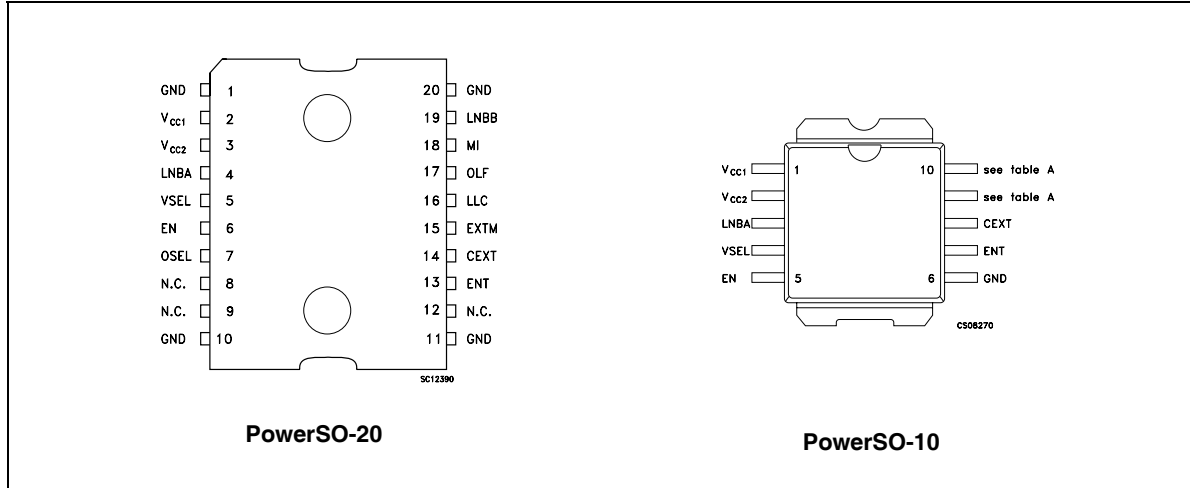 GND 1 20 GND
VCC1 2 19 LNBB
VCC2 3 18 MI
LNBA 4 17 OLF
VSEL 5 16 LLC
EN 6 15 EXTM
OSEL 7 14 CEXT
N.C. 8 13 ENT
N.C. 9 12 N.C.
GND 10 11 GND
SC12390
PowerSO-20
VCC1 1 10 see table A
VCC2 see table A
LNBA CEXT
VSEL ENT
EN 5 6 GND
CS06270
PowerSO-10